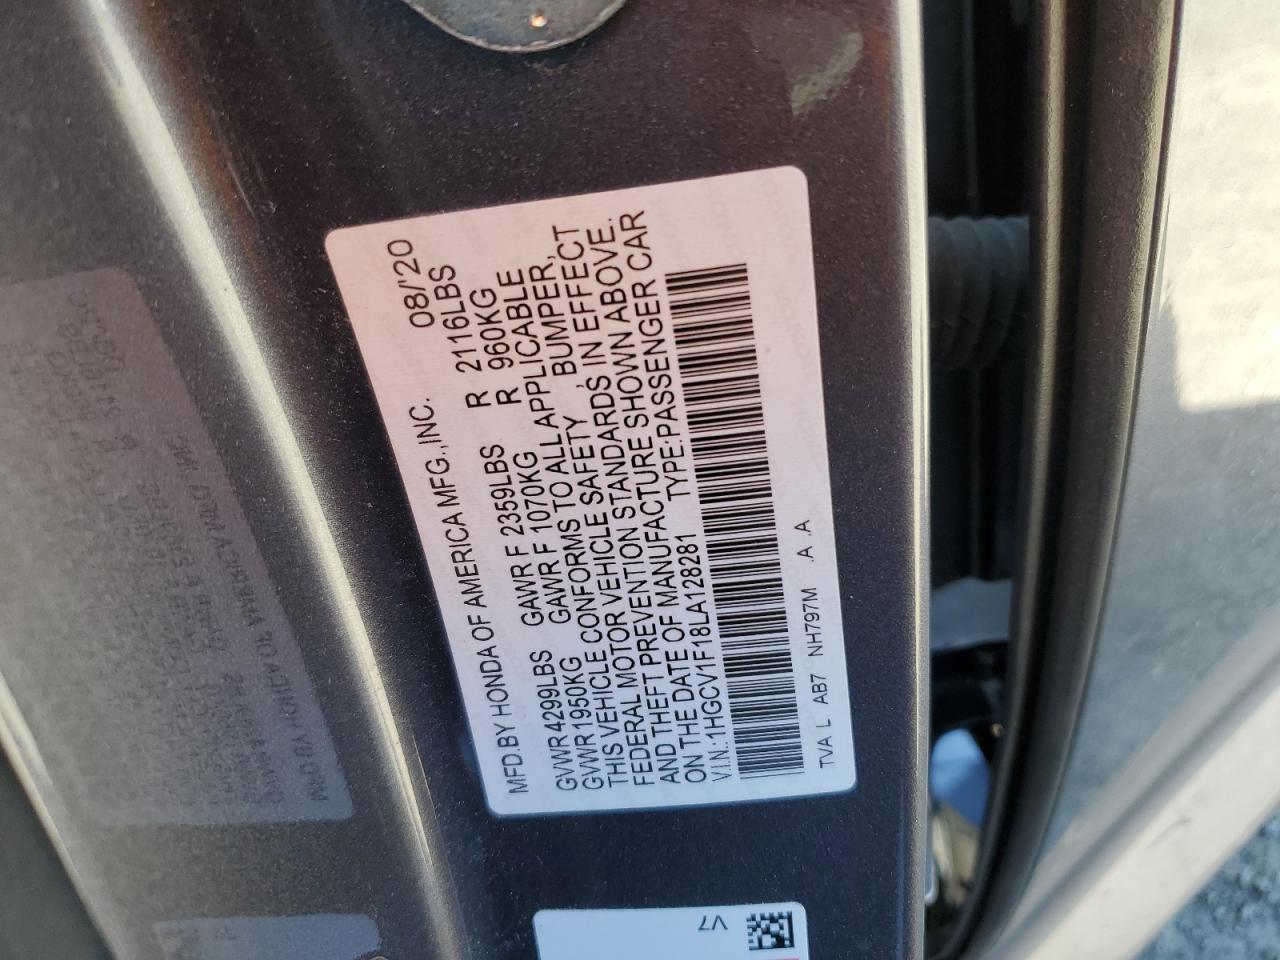 MFD.BY HONDA OF AMERICA MFG.,INC. 08/'20
GVWR 4299LBS GAWR F 2359LBS R 2116LBS
GVWR 1950KG GAWR F 1070KG R 960KG
THIS VEHICLE CONFORMS TO ALL APPLICABLE
FEDERAL MOTOR VEHICLE SAFETY , BUMPER,
AND THEFT PREVENTION STANDARDS, IN EFFECT
ON THE DATE OF MANUFACTURE SHOWN ABOVE.
V.I.N.:1HGCV1F18LA128281 TYPE:PASSENGER CAR
TVA L AB7 NH797M .A A
V7